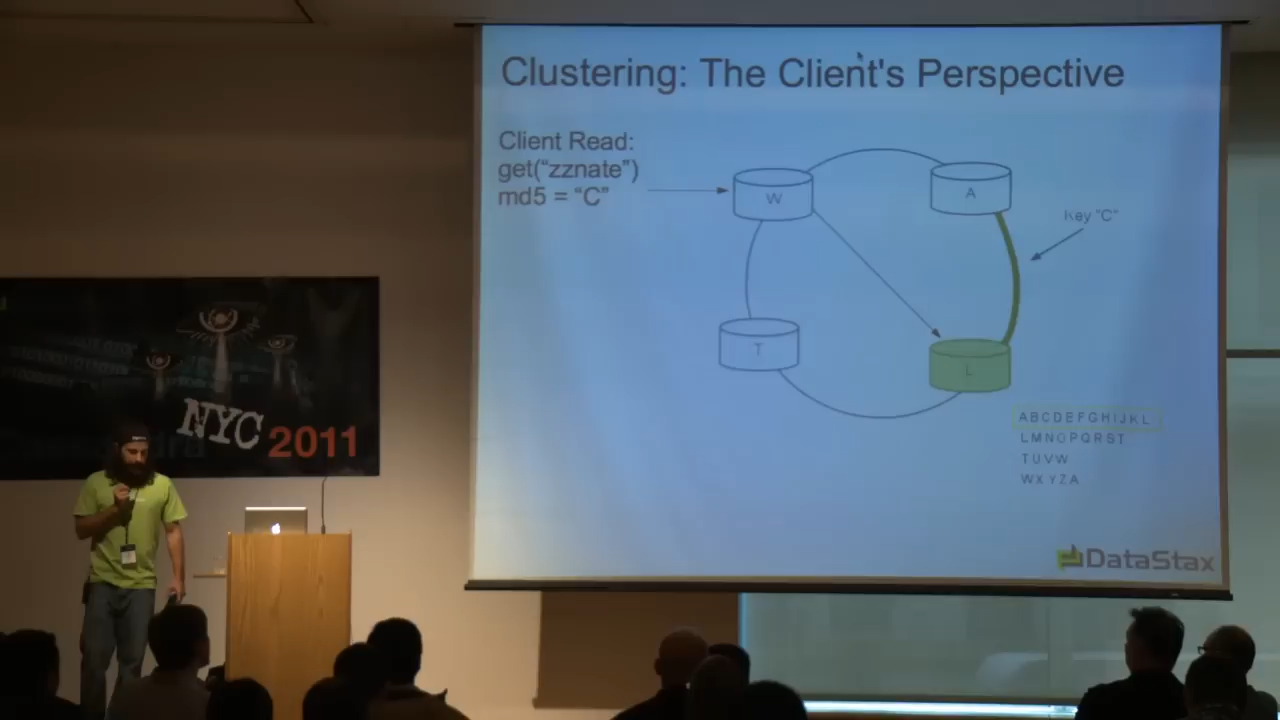 Clustering: The Client's Perspective
Client Read:
get("zznate")
md5 = "C"
W
A
Key "C"
T
L
ABCDEFGHIJKL
LMNOPQRST
TUVW
WXYZA
DataStax
NYC 2011